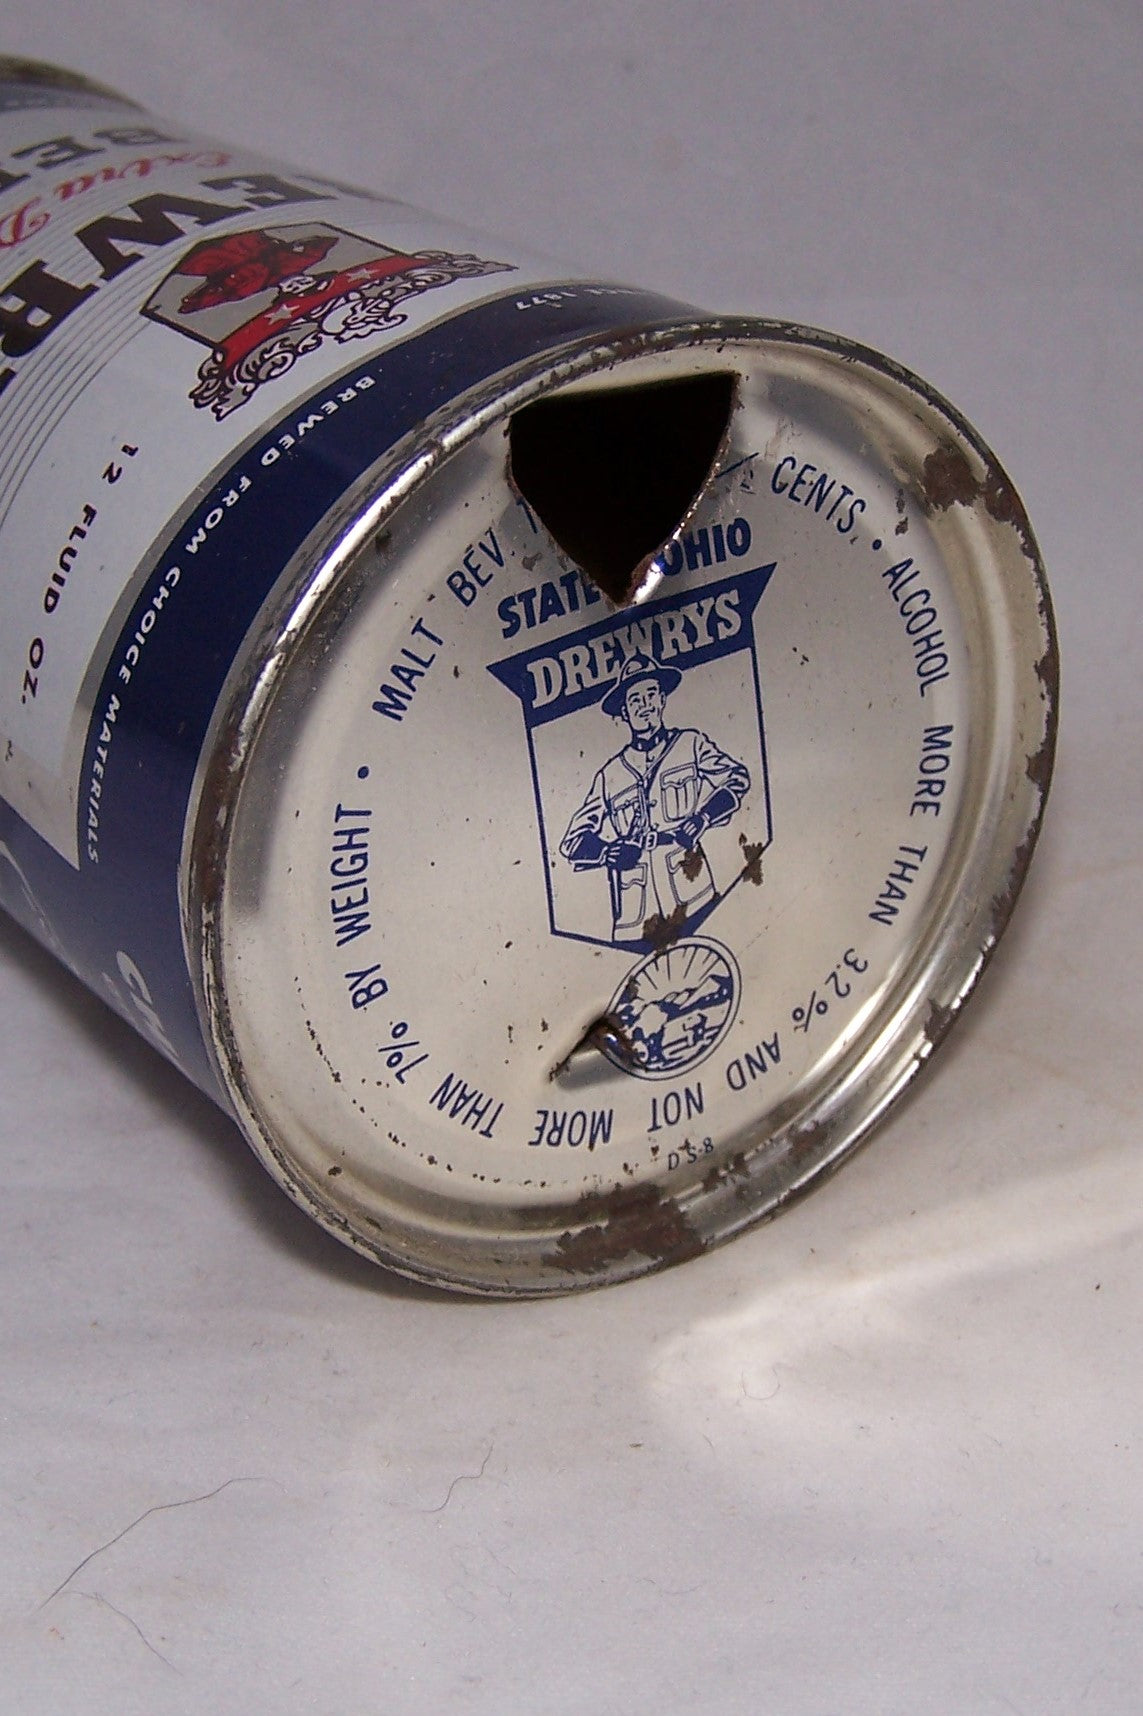 Extra
12 FLUID OZ.
BREWED FROM CHOICE MATERIALS
1877
MALT BEV. CENTS. • ALCOHOL MORE THAN 3.2% AND NOT MORE THAN 7% BY WEIGHT •
STATE OHIO
DREWRYS
D S-8